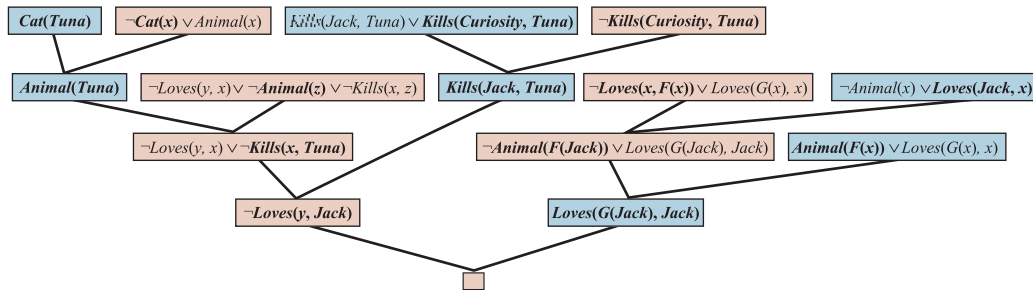 Cat(Tuna)
¬Cat(x) ∨ Animal(x)
Kills(Jack, Tuna) ∨ Kills(Curiosity, Tuna)
¬Kills(Curiosity, Tuna)
Animal(Tuna)
¬Loves(y, x) ∨ ¬Animal(z) ∨ ¬Kills(x, z)
Kills(Jack, Tuna)
¬Loves(x, F(x)) ∨ Loves(G(x), x)
¬Animal(x) ∨ Loves(Jack, x)
¬Loves(y, x) ∨ ¬Kills(x, Tuna)
¬Animal(F(Jack)) ∨ Loves(G(Jack), Jack)
Animal(F(x)) ∨ Loves(G(x), x)
¬Loves(y, Jack)
Loves(G(Jack), Jack)